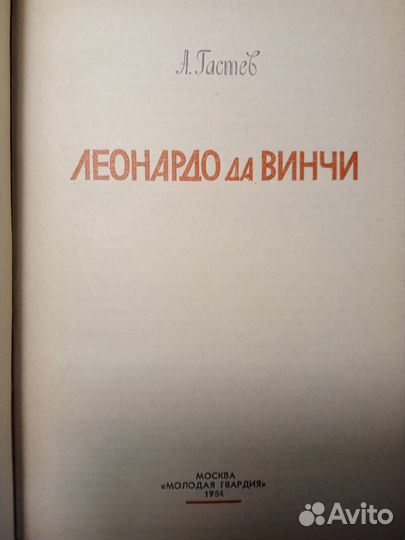 А. Гастев
ЛЕОНАРДО ДА ВИНЧИ
МОСКВА
«МОЛОДАЯ ГВАРДИЯ»
1984
Avito